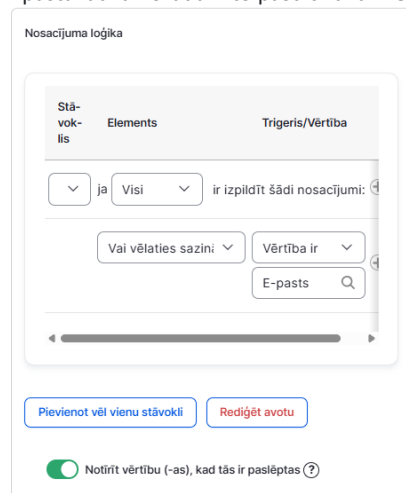 Nosacījuma loģika
Stā-
vok-
lis
Elements
Trigeris/Vērtība
ja Visi ir izpildīt šādi nosacījumi:
Vai vēlaties sazinā Vērtība ir
E-pasts
Pievienot vēl vienu stāvokli Rediģēt avotu
Notīrīt vērtību (-as), kad tās ir paslēptas ?